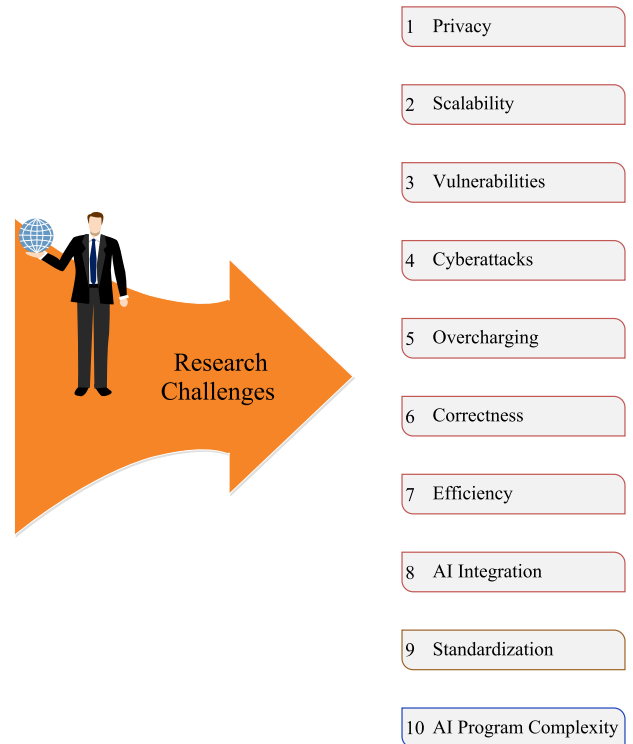 Research
Challenges
1 Privacy
2 Scalability
3 Vulnerabilities
4 Cyberattacks
5 Overcharging
6 Correctness
7 Efficiency
8 AI Integration
9 Standardization
10 AI Program Complexity